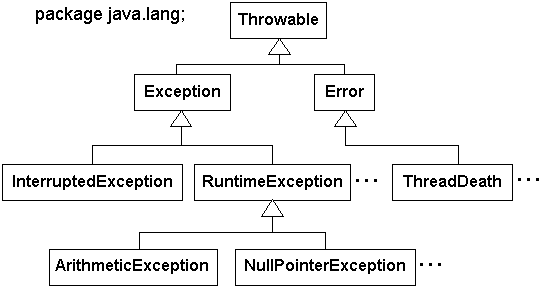 package java.lang;
Throwable
Exception
Error
InterruptedException
RuntimeException
...
ThreadDeath
...
ArithmeticException
NullPointerException
...